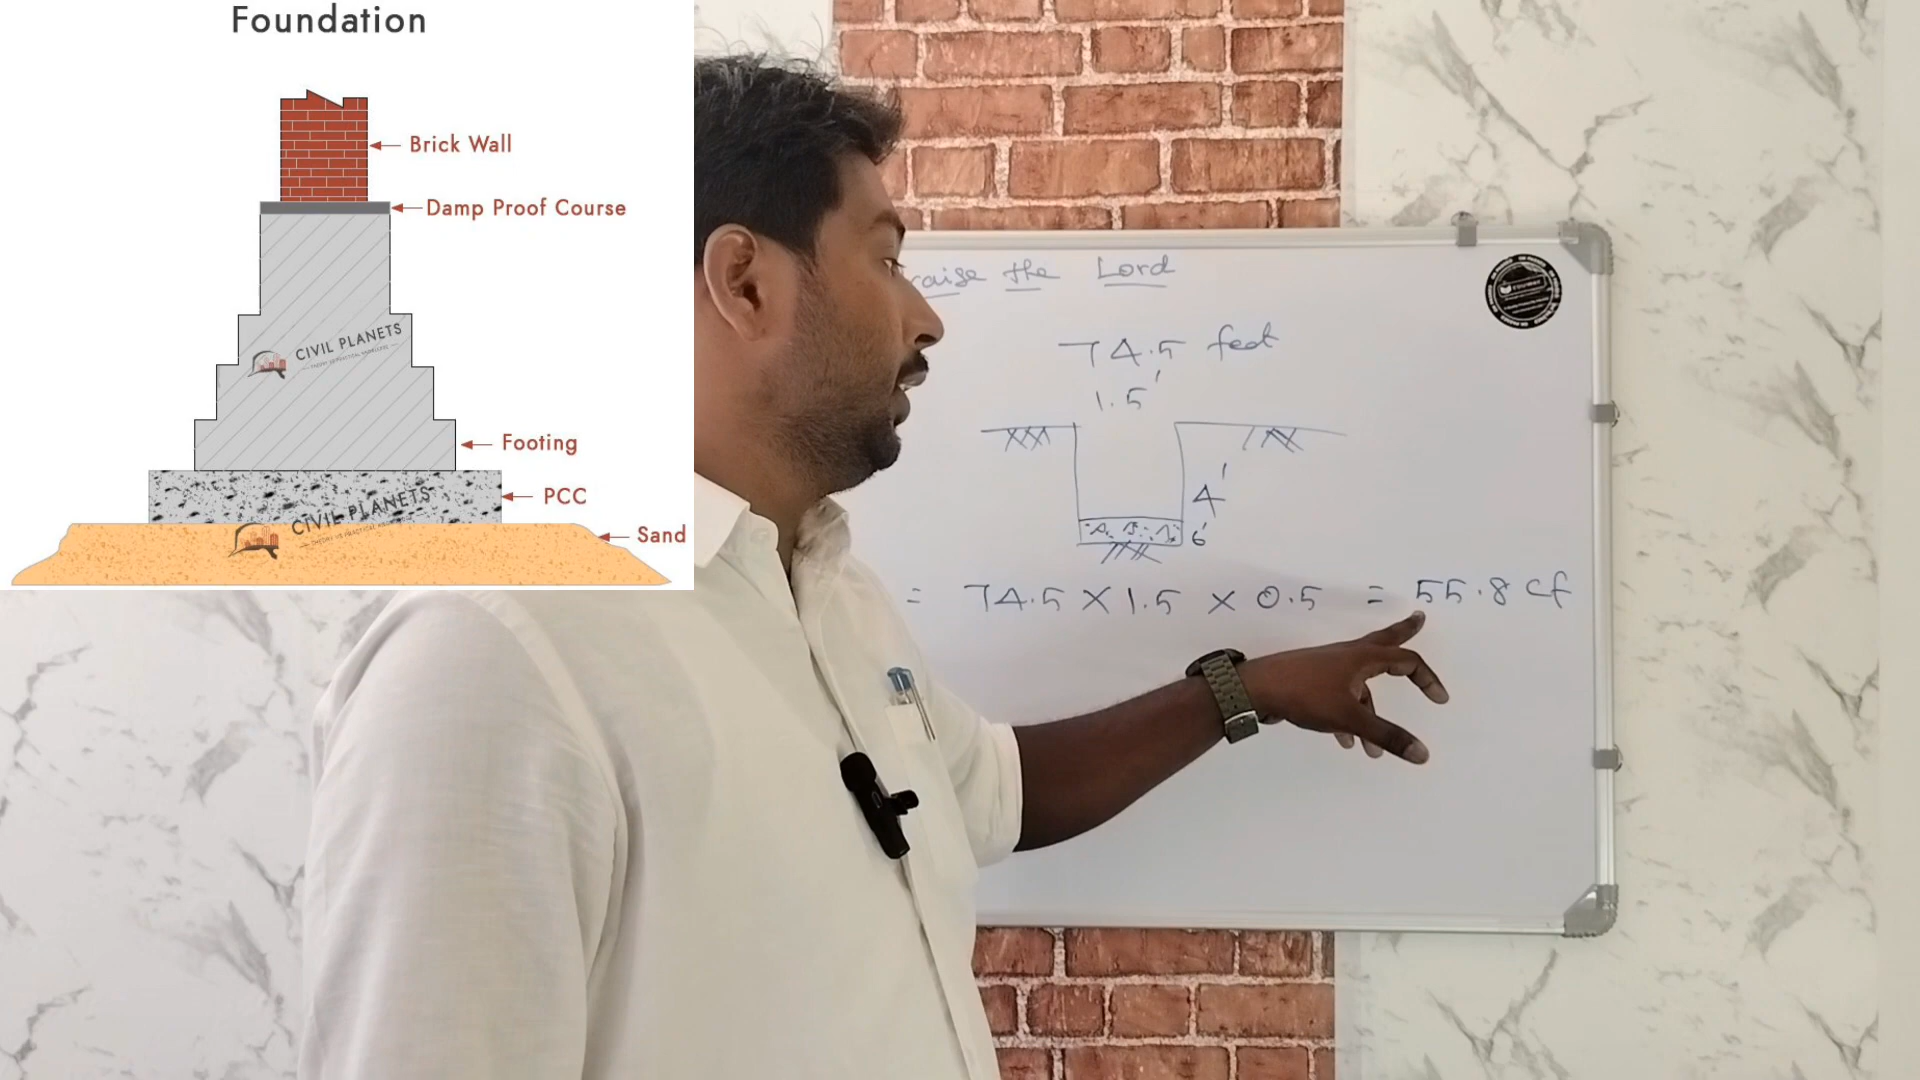 Foundation
Brick Wall
Damp Proof Course
CIVIL PLANETS
Footing
PCC
CIVIL PLANETS
Sand
raise the Lord
74.5 feet
1.5'
4'
6'
= 74.5 × 1.5 × 0.5 = 55.8 cf